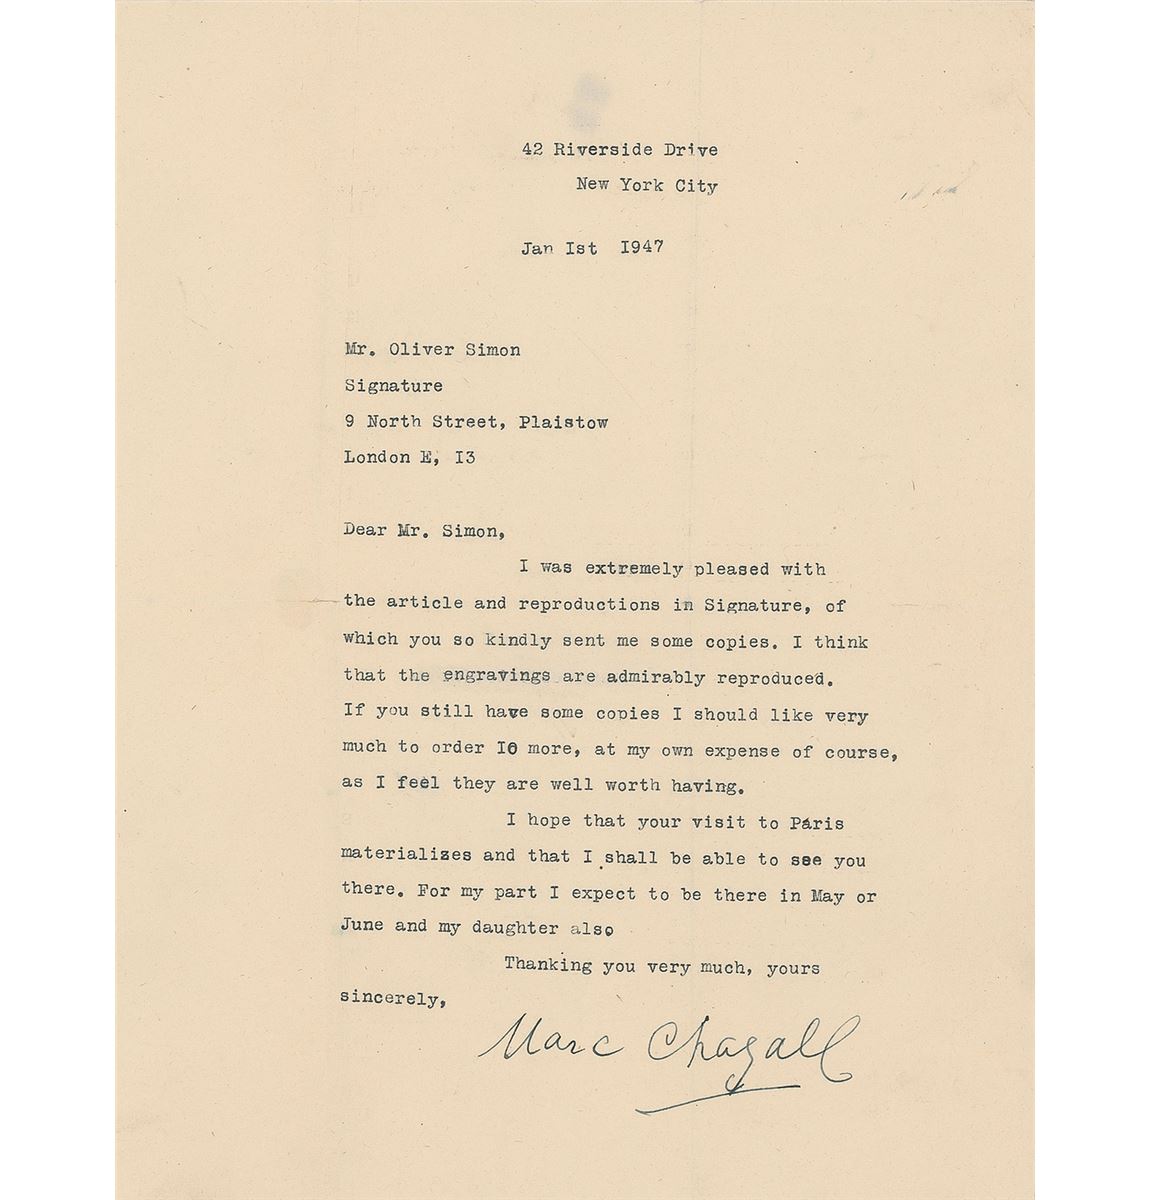 42 Riverside Drive
New York City
Jan Ist I947
Mr. Oliver Simon
Signature
9 North Street, Plaistow
London E, I3
Dear Mr. Simon,
I was extremely pleased with
the article and reproductions in Signature, of
which you so kindly sent me some copies. I think
that the engravings are admirably reproduced.
If you still have some copies I should like very
much to order I0 more, at my own expense of course,
as I feel they are well worth having.
I hope that your visit to Paris
materializes and that I shall be able to see you
there. For my part I expect to be there in May or
June and my daughter also
Thanking you very much, yours
sincerely,
Marc Chagall